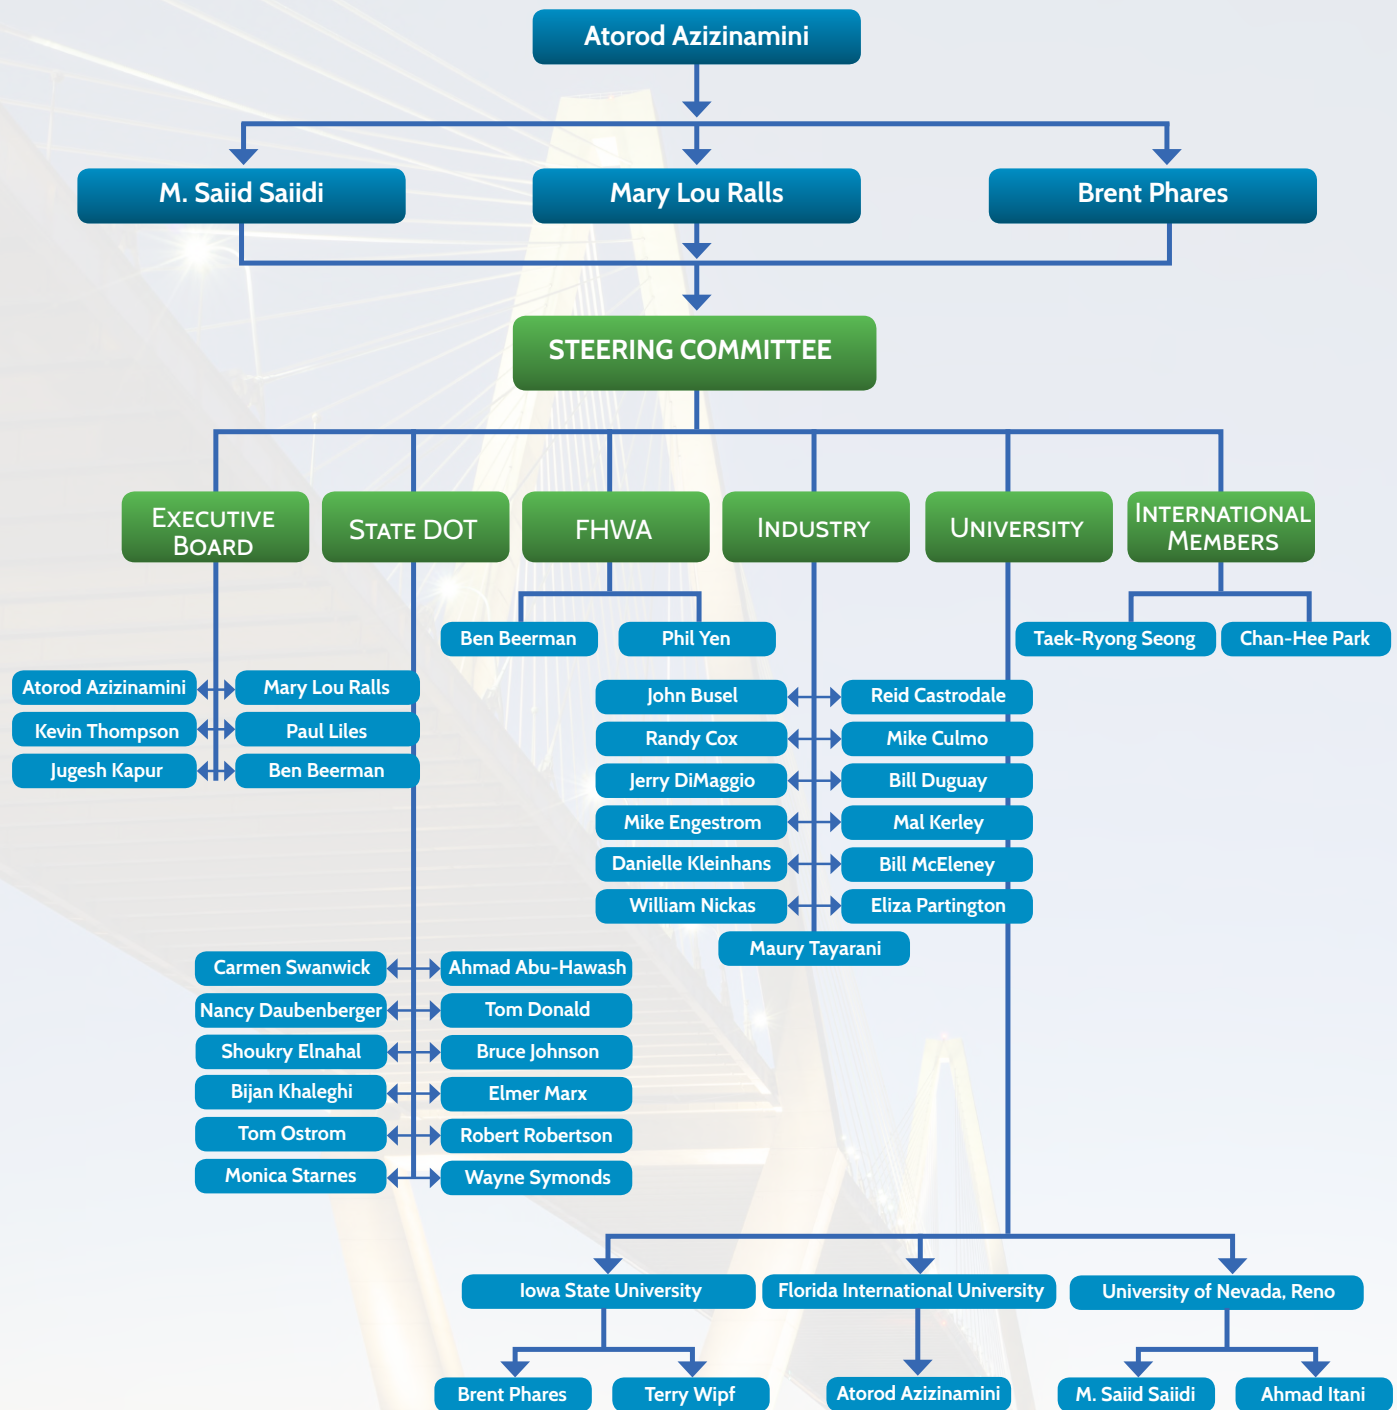 Atorod Azizinamini
M. Saiid Saiidi
Mary Lou Ralls
Brent Phares
STEERING COMMITTEE
EXECUTIVE
BOARD
STATE DOT
FHWA
INDUSTRY
UNIVERSITY
INTERNATIONAL
MEMBERS
Ben Beerman
Phil Yen
Taek-Ryong Seong
Chan-Hee Park
Atorod Azizinamini
Mary Lou Ralls
Kevin Thompson
Paul Liles
Jugesh Kapur
Ben Beerman
John Busel
Reid Castrodale
Randy Cox
Mike Culmo
Jerry DiMaggio
Bill Duguay
Mike Engestrom
Mal Kerley
Danielle Kleinhans
Bill McEleney
William Nickas
Eliza Partington
Maury Tayarani
Carmen Swanwick
Ahmad Abu-Hawash
Nancy Daubenberger
Tom Donald
Shoukry Elnahal
Bruce Johnson
Bijan Khaleghi
Elmer Marx
Tom Ostrom
Robert Robertson
Monica Starnes
Wayne Symonds
Iowa State University
Florida International University
University of Nevada, Reno
Brent Phares
Terry Wipf
Atorod Azizinamini
M. Saiid Saiidi
Ahmad Itani